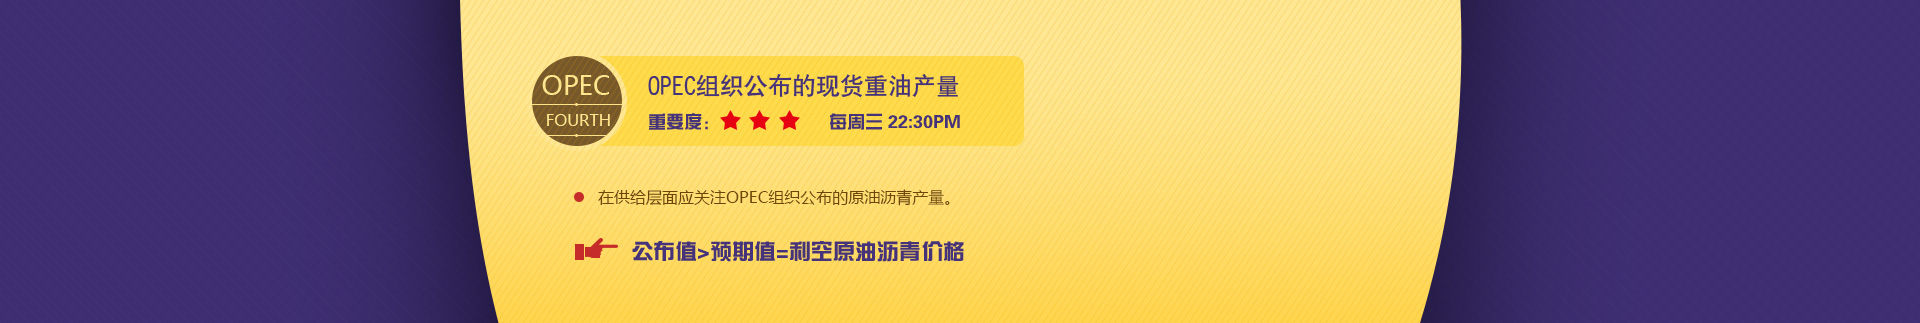 OPEC
FOURTH
OPEC组织公布的现货重油产量
重要度：★ ★ ★ 每周三 22:30PM
在供给层面应关注OPEC组织公布的原油沥青产量。
公布值>预期值=利空原油沥青价格